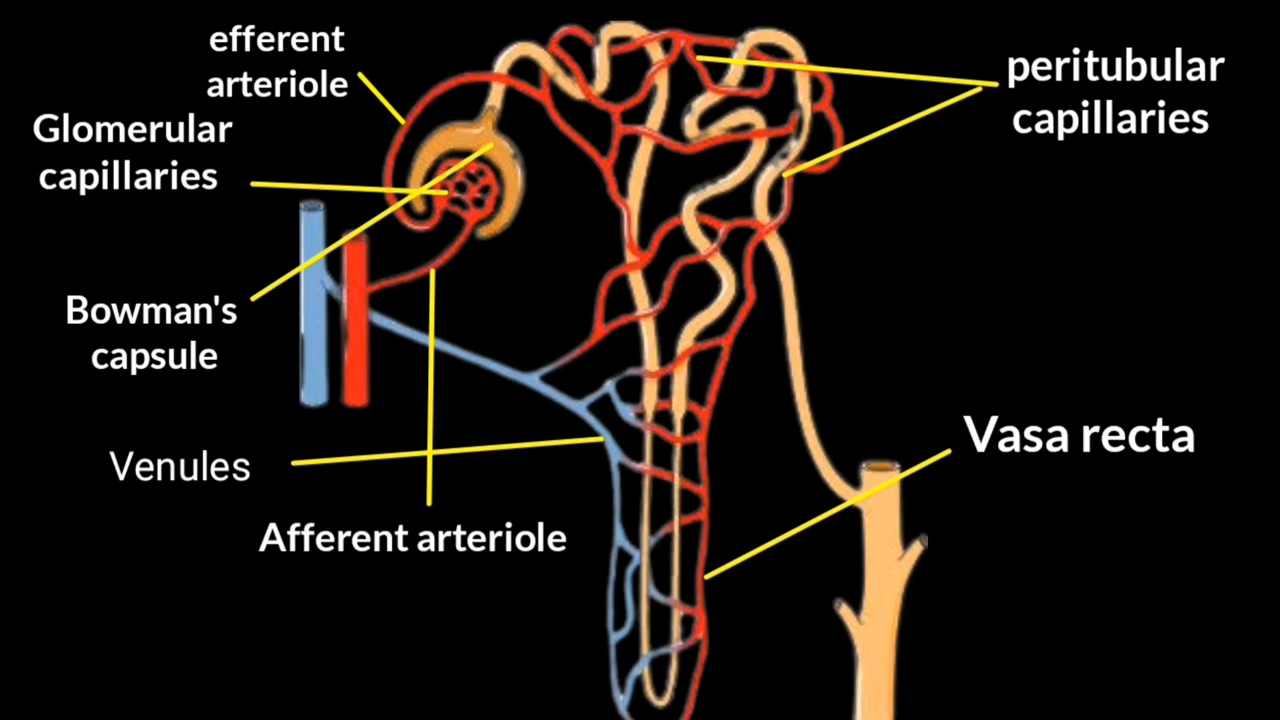 efferent
arteriole
Glomerular
capillaries
peritubular
capillaries
Bowman's
capsule
Venules
Vasa recta
Afferent arteriole